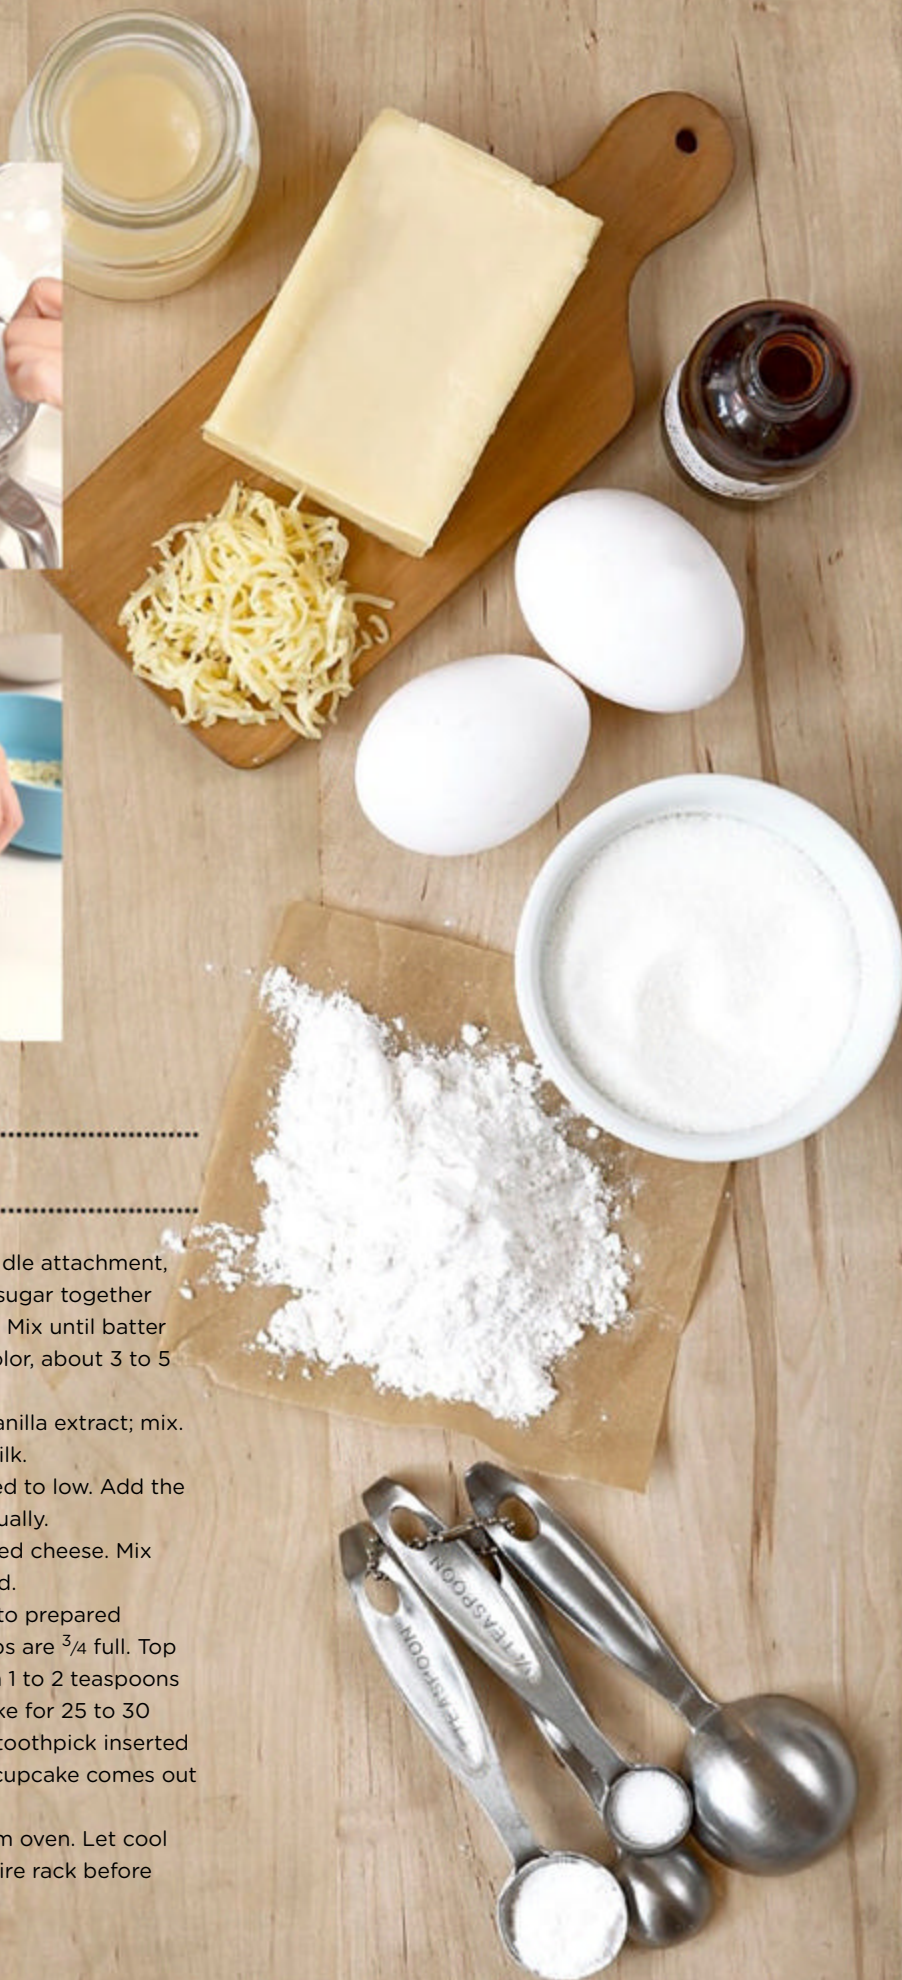 dle attachment,
sugar together
Mix until batter
olor, about 3 to 5
anilla extract; mix.
ilk.
ed to low. Add the
ually.
ed cheese. Mix
d.
to prepared
os are 3/4 full. Top
1 to 2 teaspoons
ke for 25 to 30
toothpick inserted
cupcake comes out
m oven. Let cool
ire rack before
TEASPOON
TEASPOON